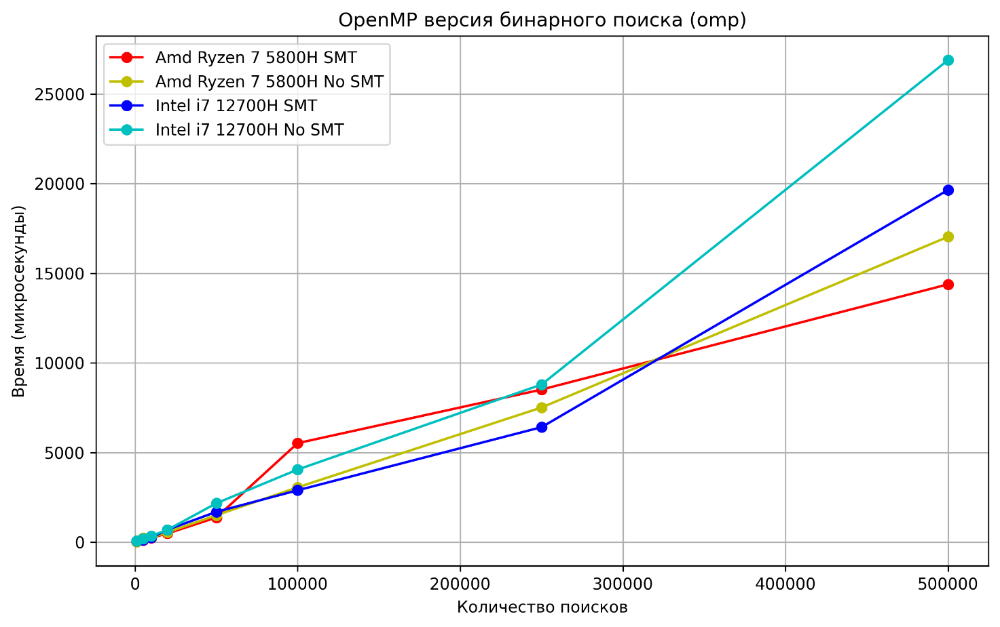 OpenMP версия бинарного поиска (omp)
Amd Ryzen 7 5800H SMT
Amd Ryzen 7 5800H No SMT
Intel i7 12700H SMT
Intel i7 12700H No SMT
Время (микросекунды)
25000
20000
15000
10000
5000
0
0 100000 200000 300000 400000 500000
Количество поисков